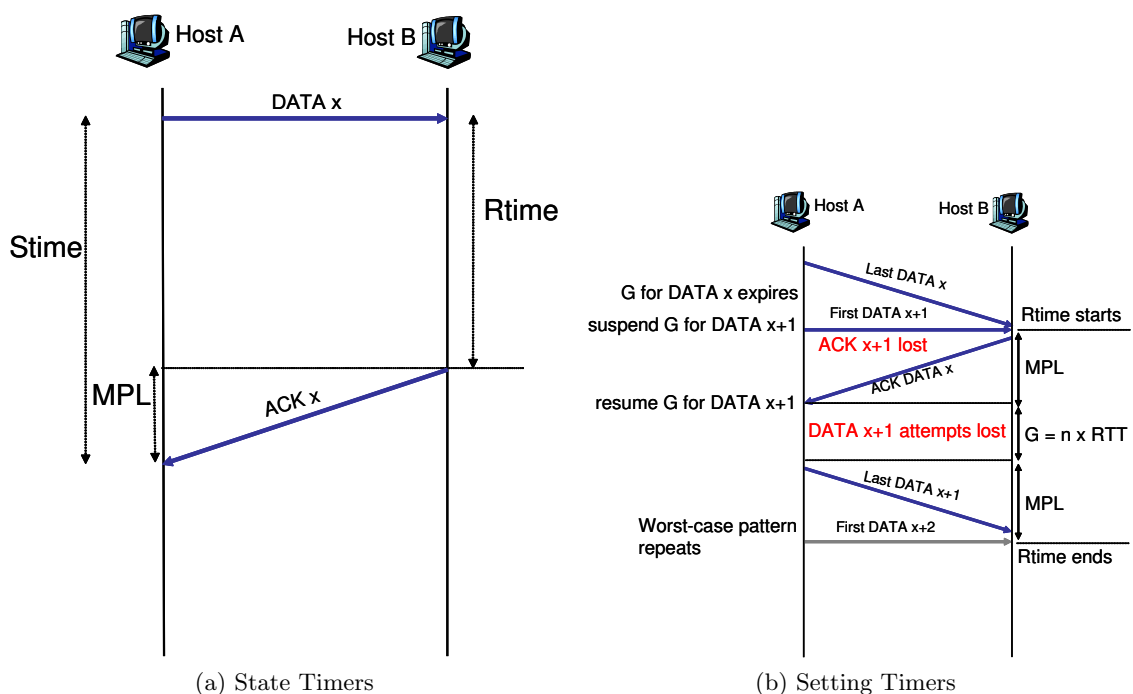 Host A
Host B
DATA x
Stime
Rtime
MPL
ACK x
(a) State Timers
Host A
Host B
Last DATA x
G for DATA x expires
suspend G for DATA x+1
First DATA x+1
Rtime starts
ACK x+1 lost
ACK DATA x
MPL
resume G for DATA x+1
DATA x+1 attempts lost
G = n x RTT
Last DATA x+1
MPL
Worst-case pattern
repeats
First DATA x+2
Rtime ends
(b) Setting Timers